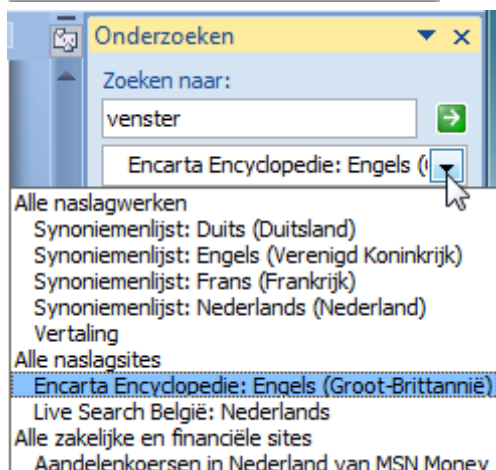 Onderzoeken
Zoeken naar:
venster
Encarta Encyclopedie: Engels (
Alle naslagwerken
Synoniemenlijst: Duits (Duitsland)
Synoniemenlijst: Engels (Verenigd Koninkrijk)
Synoniemenlijst: Frans (Frankrijk)
Synoniemenlijst: Nederlands (Nederland)
Vertaling
Alle naslagsites
Encarta Encyclopedie: Engels (Groot-Brittannië)
Live Search België: Nederlands
Alle zakelijke en financiële sites
Aandelenkoersen in Nederland van MSN Money